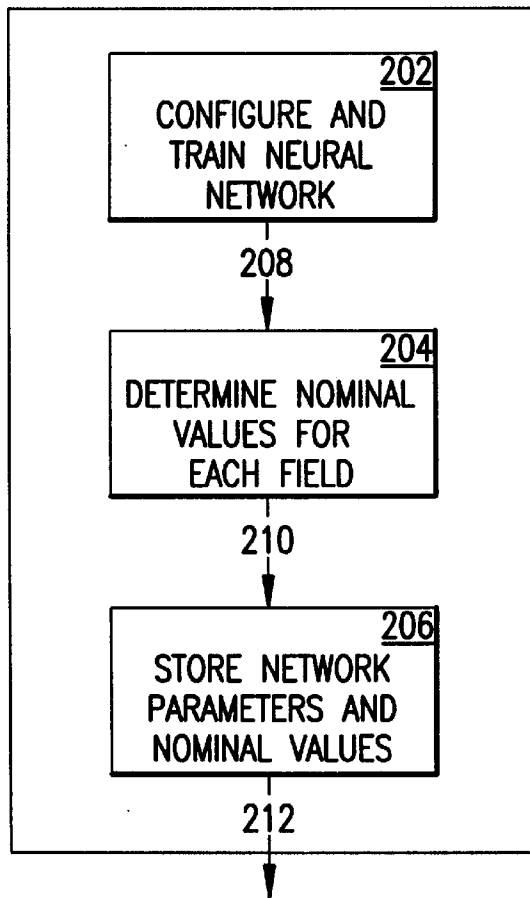 202
CONFIGURE AND
TRAIN NEURAL
NETWORK
208
204
DETERMINE NOMINAL
VALUES FOR
EACH FIELD
210
206
STORE NETWORK
PARAMETERS AND
NOMINAL VALUES
212